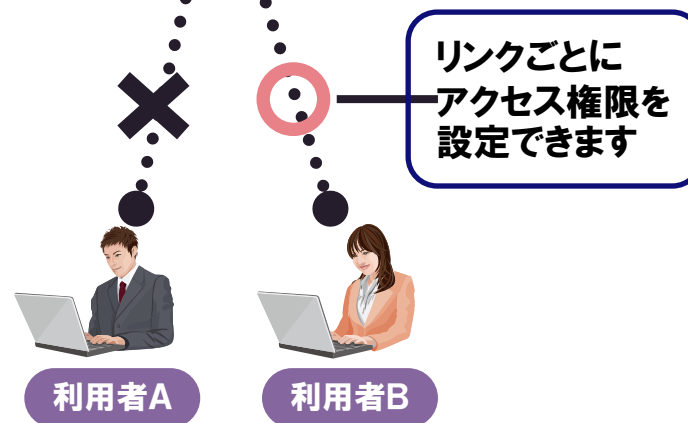 リンクごとに
アクセス権限を
設定できます
利用者A
利用者B